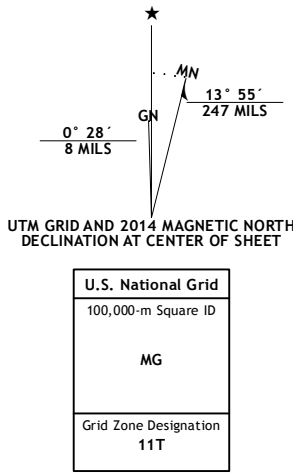 MN
GN
13° 55´
247 MILS
0° 28´
8 MILS
UTM GRID AND 2014 MAGNETIC NORTH
DECLINATION AT CENTER OF SHEET
U.S. National Grid
100,000-m Square ID
MG
Grid Zone Designation
11T